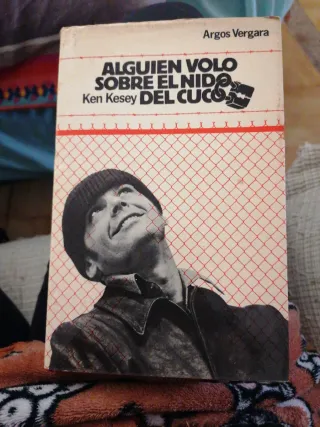 Argos Vergara
ALGUIEN VOLO
SOBRE EL NIDO
Ken Kesey DEL CUCO